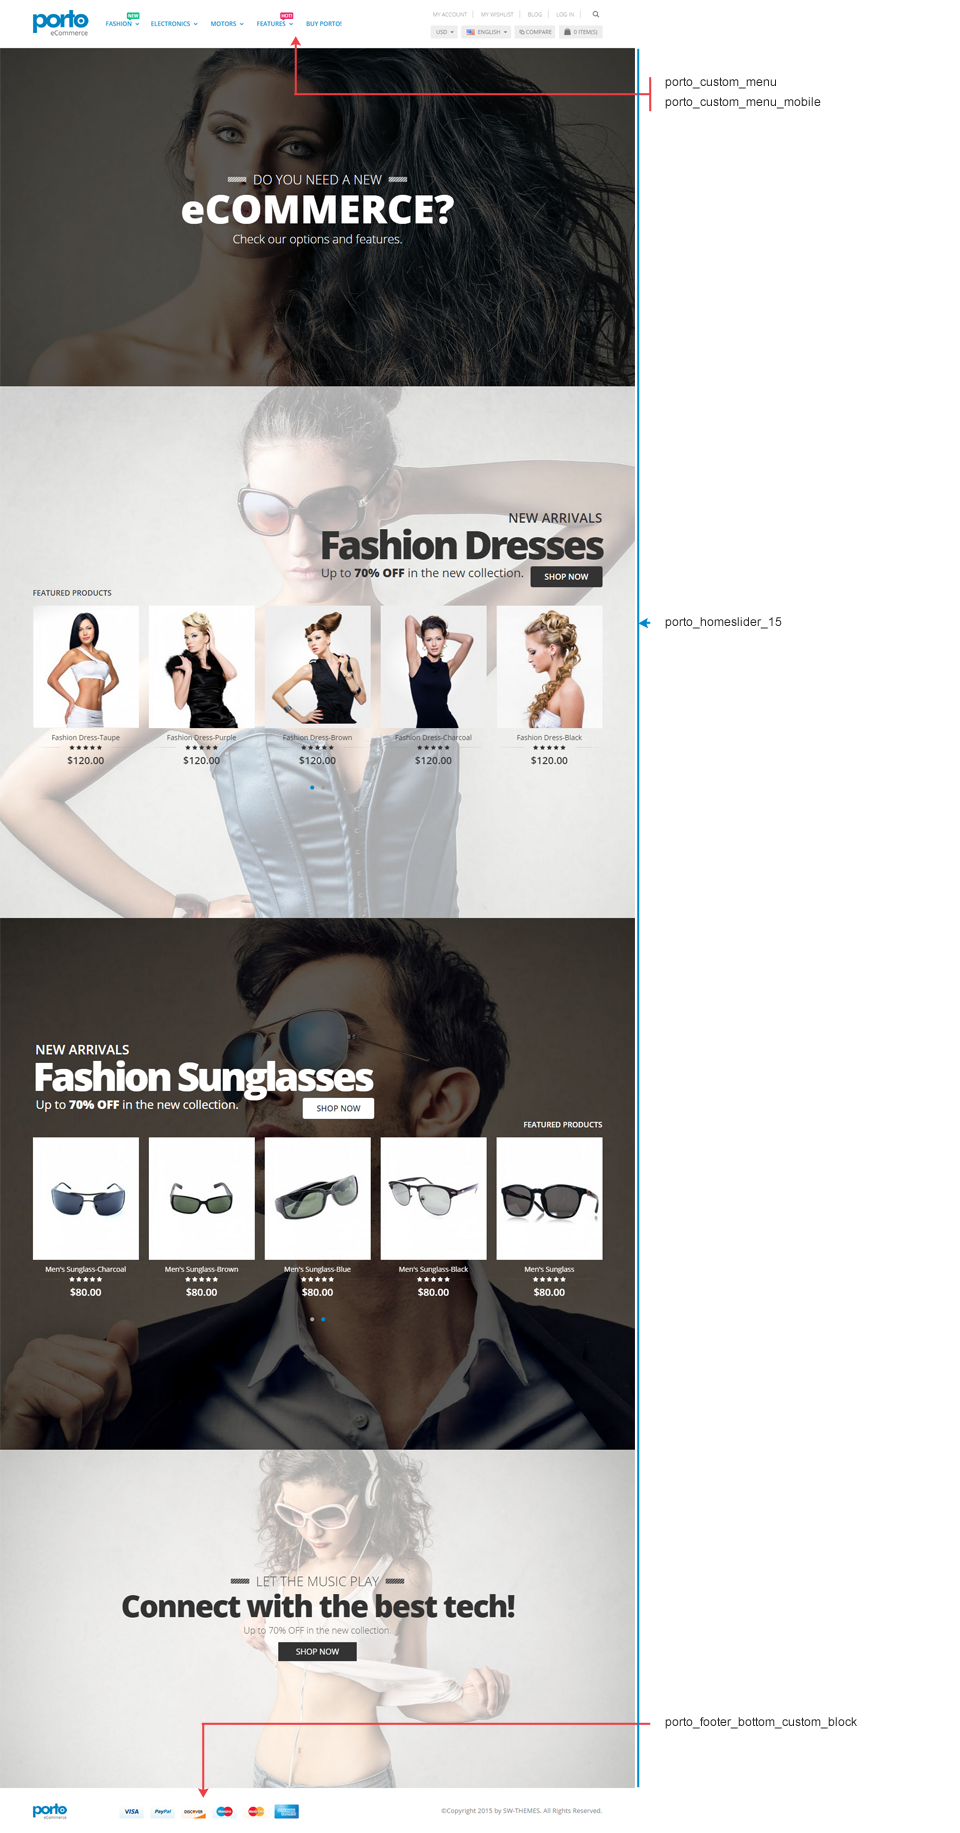 porto
eCommerce
NEW
HOT!
FASHION
ELECTRONICS
MOTORS
FEATURES
BUY PORTO!
MY ACCOUNT
MY WISHLIST
BLOG
LOG IN
USD
ENGLISH
COMPARE
0 ITEM(S)
porto_custom_menu
porto_custom_menu_mobile
DO YOU NEED A NEW
eCOMMERCE?
Check our options and features.
NEW ARRIVALS
Fashion Dresses
Up to 70% OFF in the new collection.
SHOP NOW
FEATURED PRODUCTS
porto_homeslider_15
Fashion Dress-Taupe
$120.00
Fashion Dress-Purple
$120.00
Fashion Dress-Brown
$120.00
Fashion Dress-Charcoal
$120.00
Fashion Dress-Black
$120.00
NEW ARRIVALS
Fashion Sunglasses
Up to 70% OFF in the new collection.
SHOP NOW
FEATURED PRODUCTS
Men's Sunglass-Charcoal
$80.00
Men's Sunglass-Brown
$80.00
Men's Sunglass-Blue
$80.00
Men's Sunglass-Black
$80.00
Men's Sunglass
$80.00
LET THE MUSIC PLAY
Connect with the best tech!
Up to 70% OFF in the new collection.
SHOP NOW
porto_footer_bottom_custom_block
porto
eCommerce
VISA
PayPal
DISCOVER
©Copyright 2015 by SW-THEMES. All Rights Reserved.